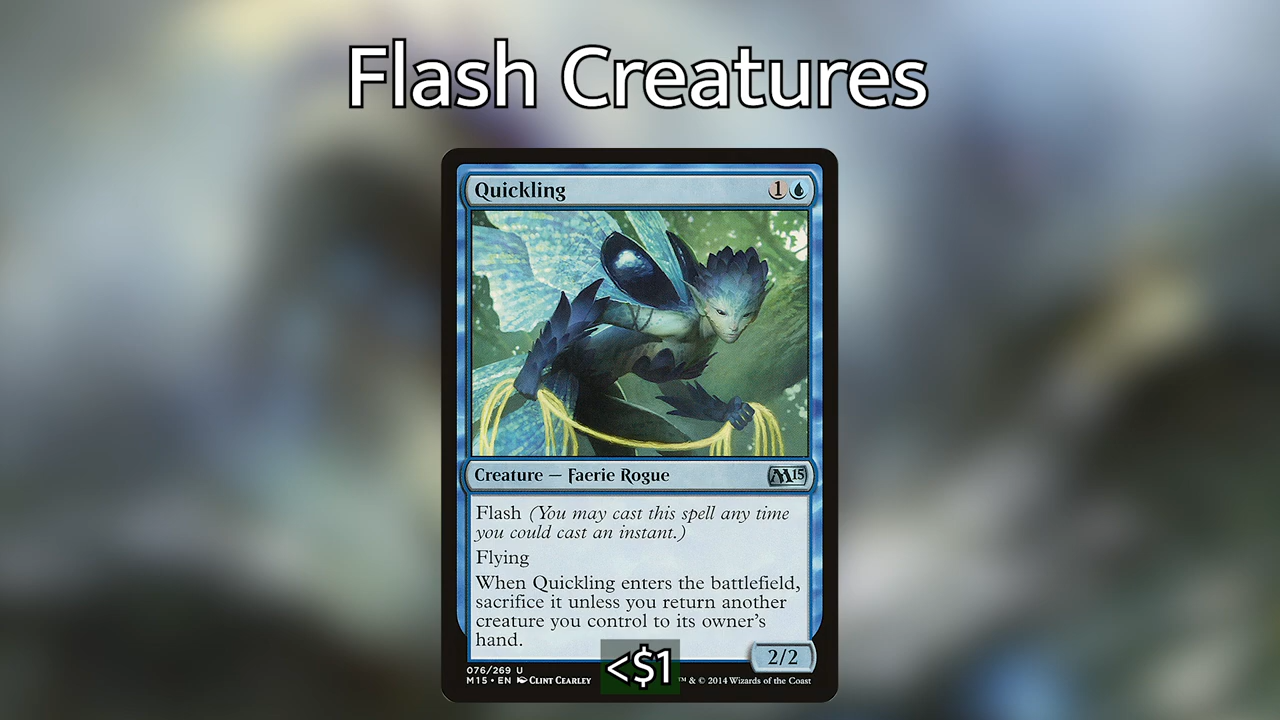 Flash Creatures
Quickling 1
Creature — Faerie Rogue M15
Flash (You may cast this spell any time
you could cast an instant.)
Flying
When Quickling enters the battlefield,
sacrifice it unless you return another
creature you control to its owner's
hand.
2/2
<$1
076/269 U
M15 • EN Clint Cearley ™ & © 2014 Wizards of the Coast